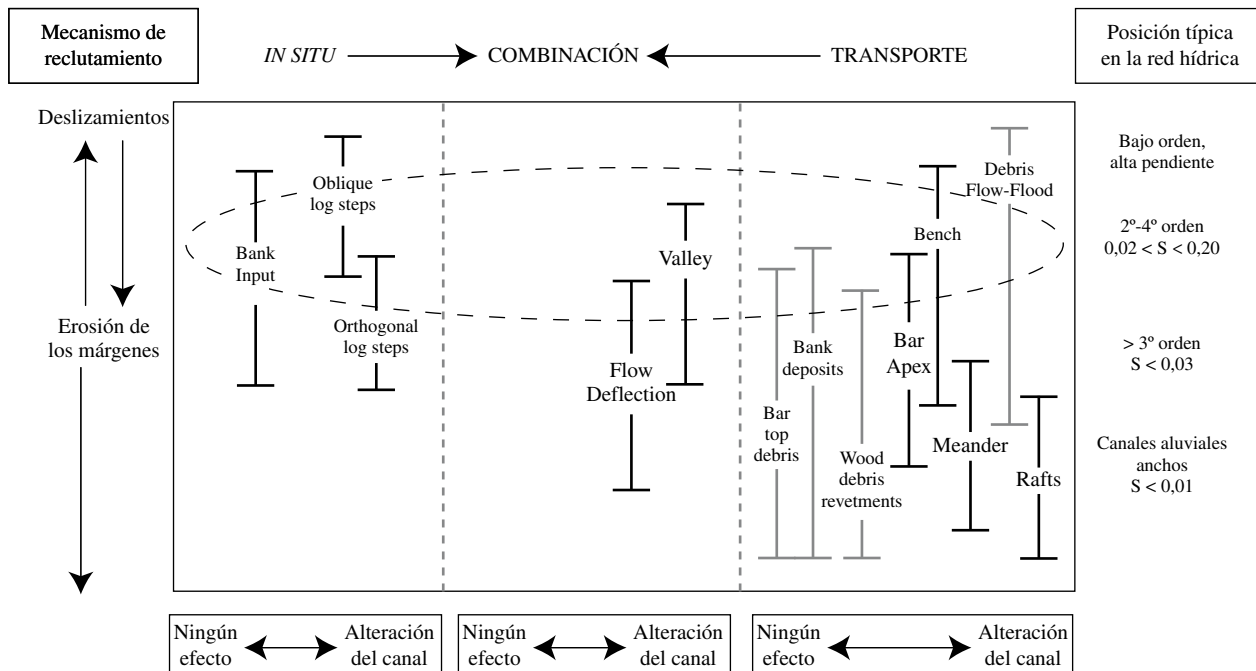 Mecanismo de
reclutamiento
IN SITU
COMBINACIÓN
TRANSPORTE
Posición típica
en la red hídrica
Deslizamientos
Erosión de
los márgenes
Oblique
log steps
Bank
Input
Orthogonal
log steps
Valley
Flow
Deflection
Bar
top
debris
Bank
deposits
Wood
debris
revetments
Bar
Apex
Bench
Debris
Flow-Flood
Meander
Rafts
Bajo orden,
alta pendiente
2º-4º orden
0,02 < S < 0,20
> 3º orden
S < 0,03
Canales aluviales
anchos
S < 0,01
Ningún
efecto
Alteración
del canal
Ningún
efecto
Alteración
del canal
Ningún
efecto
Alteración
del canal